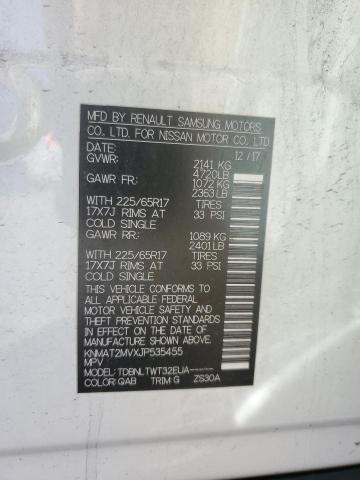 MFD BY RENAULT SAMSUNG MOTORS
CO., LTD. FOR NISSAN MOTOR CO., LTD
DATE: 12/17
GVWR: 2141 KG
4720LB
GAWR FR: 1072 KG
2363 LB
WITH 225/65R17 TIRES
17X7J RIMS AT 33 PSI
COLD SINGLE
GAWR RR: 1089 KG
2401 LB
WITH 225/65R17 TIRES
17X7J RIMS AT 33 PSI
COLD SINGLE
THIS VEHICLE CONFORMS TO
ALL APPLICABLE FEDERAL
MOTOR VEHICLE SAFETY
AND THEFT PREVENTION
STANDARDS IN EFFECT ON
THE DATE OF MANUFACTURE
SHOWN ABOVE.
KNMAT2MVXJP535455
MPV
MODEL: TDBNLTWT32EUA-----
COLOR: QAB TRIM: G ZS30A